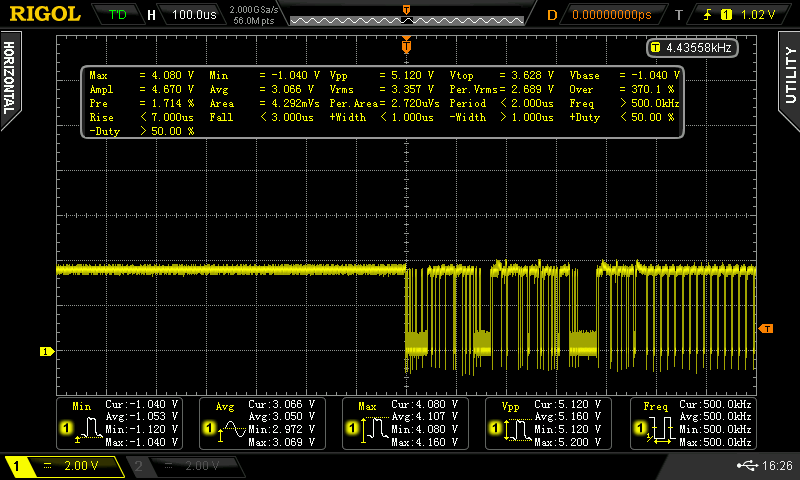 RIGOL T'D H 100.0us 2.000GSa/s 56.0M pts T D 0.00000000ps T 1 1.02 V
HORIZONTAL
UTILITY
T
T 4.43558kHz
Max = 4.080 V Min = -1.040 V Vpp = 5.120 V Vtop = 3.628 V Vbase = -1.040 V
Ampl = 4.670 V Avg = 3.066 V Vrms = 3.357 V Per.Vrms= 2.689 V Over = 370.1 %
Pre = 1.714 % Area = 4.292mVs Per.Area= 2.720uVs Period < 2.000us Freq > 500.0kHz
Rise < 7.000us Fall < 3.000us +Width < 1.000us -Width > 1.000us +Duty < 50.00 %
-Duty > 50.00 %
T
1
Min Cur:-1.040 V Avg Cur:3.066 V Max Cur:4.080 V Vpp Cur:5.120 V Freq Cur:500.0kHz
Avg:-1.053 V Avg:3.050 V Avg:4.107 V Avg:5.160 V Avg:500.0kHz
1 Min:-1.120 V 1 Min:2.972 V 1 Min:4.080 V 1 Min:5.120 V 1 Min:500.0kHz
Max:-1.040 V Max:3.069 V Max:4.160 V Max:5.200 V Max:500.0kHz
1 2.00 V 2 2.00 V 16:26